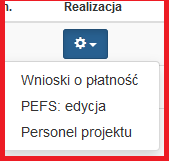 n. Realizacja
Wnioski o płatność
PEFS: edycja
Personel projektu